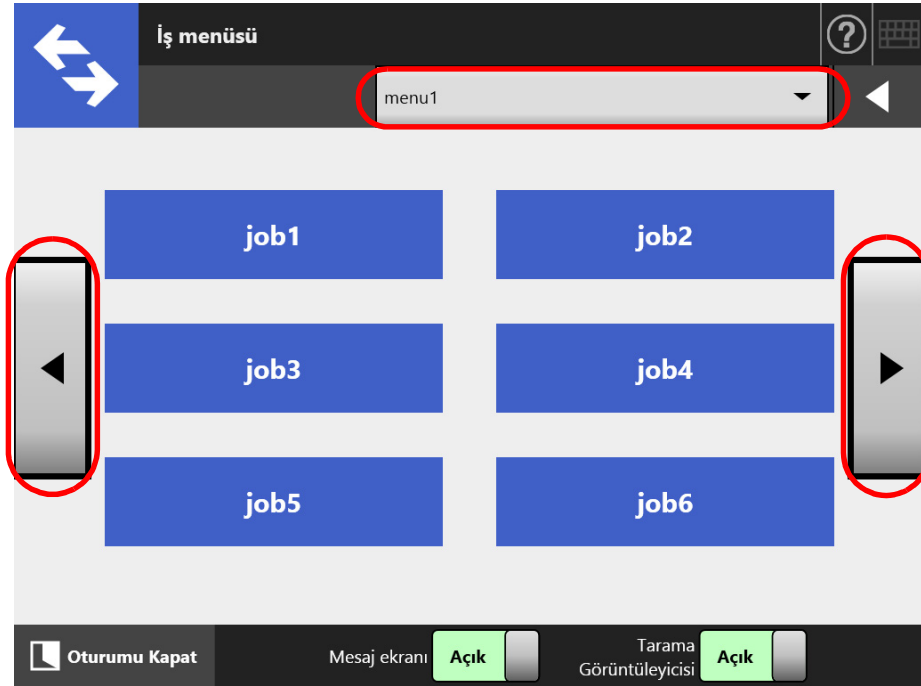 İş menüsü
?
menu1
job1
job2
job3
job4
job5
job6
Oturumu Kapat
Mesaj ekranı
Açık
Tarama
Görüntüleyicisi
Açık